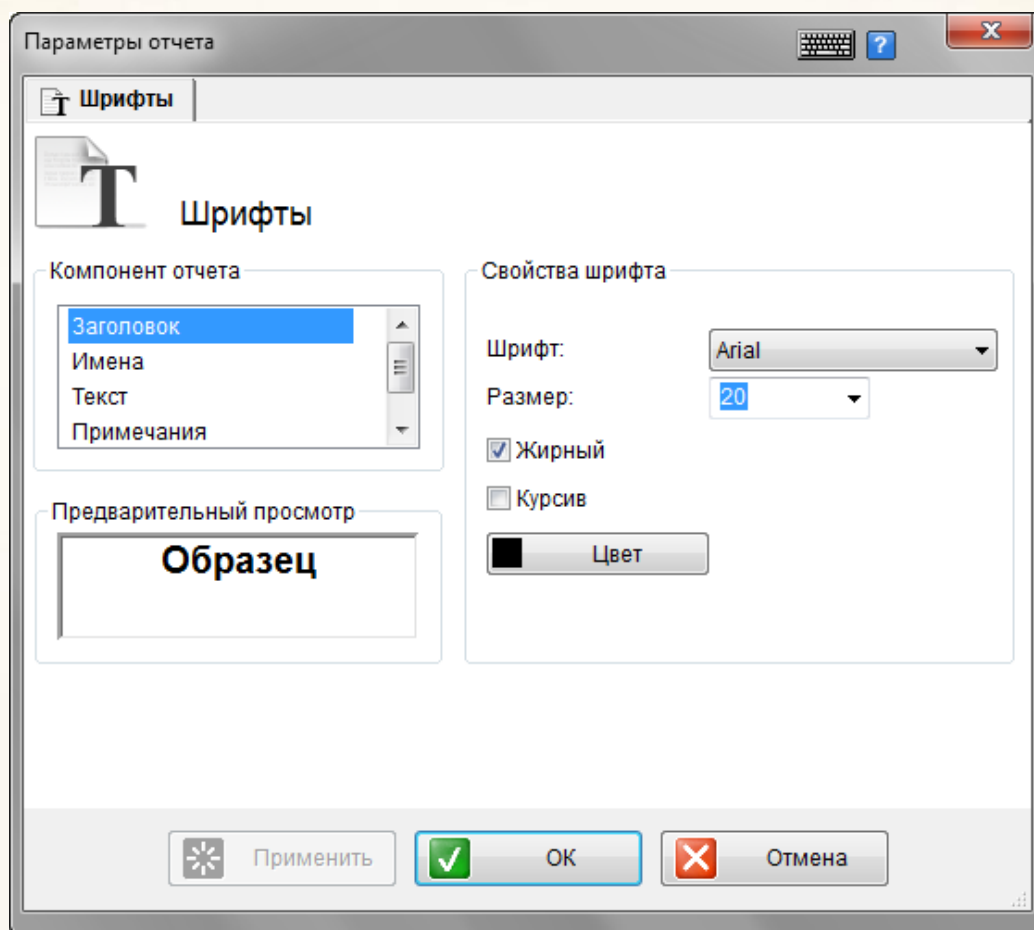 Параметры отчета
?
Шрифты
Шрифты
Компонент отчета
Заголовок
Имена
Текст
Примечания
Предварительный просмотр
Образец
Свойства шрифта
Шрифт: Arial
Размер: 20
Жирный
Курсив
Цвет
Применить OK Отмена